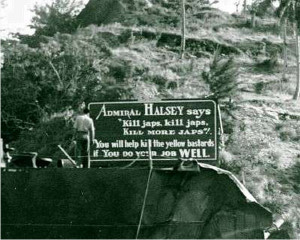 ADMIRAL HALSEY SAYS
"Kill japs, kill japs,
KILL MORE JAPS!"
You will help kill the yellow bastards
if YOU DO YOUR JOB WELL.